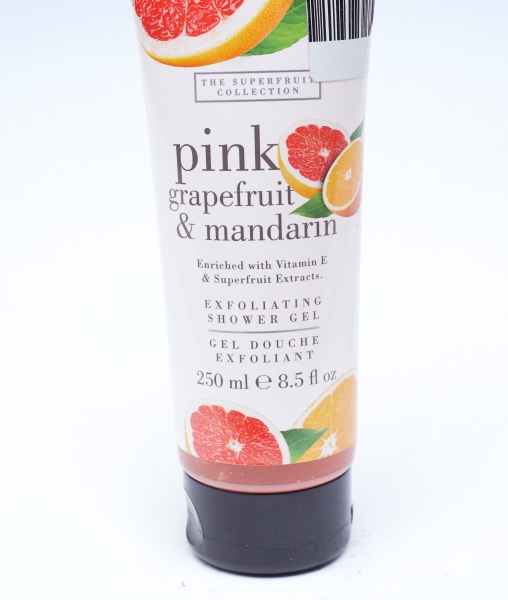 THE SUPERFRUIT
COLLECTION
pink
grapefruit
& mandarin
Enriched with Vitamin E
& Superfruit Extracts.
EXFOLIATING
SHOWER GEL
GEL DOUCHE
EXFOLIANT
250 ml ℮ 8.5 fl oz